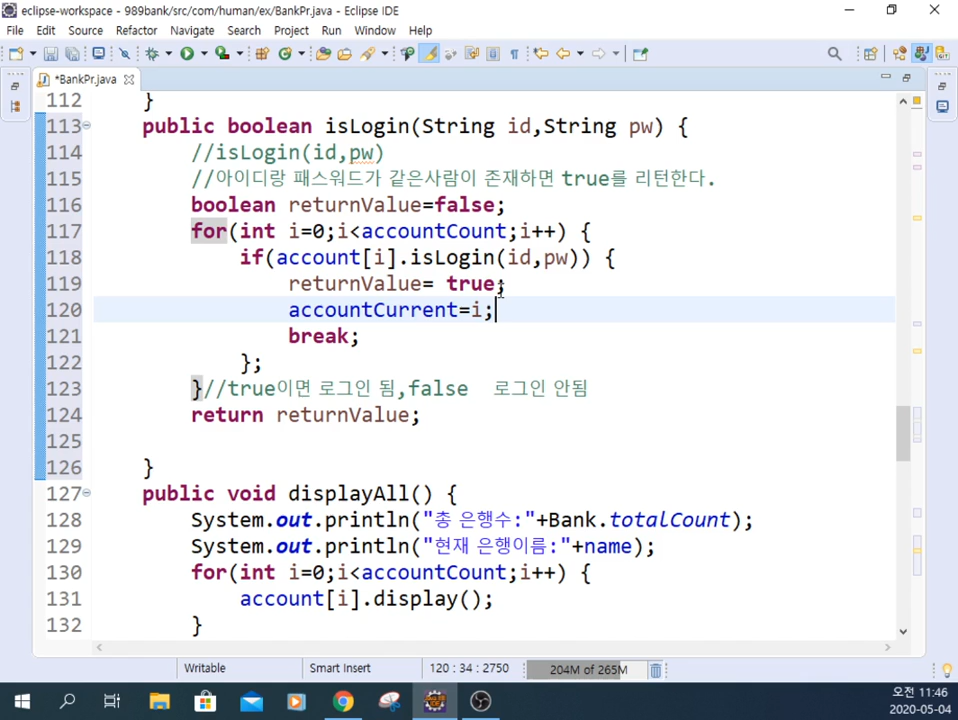 eclipse-workspace - 989bank/src/com/human/ex/BankPr.java - Eclipse IDE
File Edit Source Refactor Navigate Search Project Run Window Help
*BankPr.java
112 }
113 public boolean isLogin(String id,String pw) {
114 //isLogin(id,pw)
115 //아이디랑 패스워드가 같은사람이 존재하면 true를 리턴한다.
116 boolean returnValue=false;
117 for(int i=0;i<accountCount;i++) {
118 if(account[i].isLogin(id,pw)) {
119 returnValue= true;
120 accountCurrent=i;
121 break;
122 };
123 }//true이면 로그인 됨,false 로그인 안됨
124 return returnValue;
125
126 }
127 public void displayAll() {
128 System.out.println("총 은행수:"+Bank.totalCount);
129 System.out.println("현재 은행이름:"+name);
130 for(int i=0;i<accountCount;i++) {
131 account[i].display();
132 }
Writable Smart Insert 120 : 34 : 2750 204M of 265M
오전 11:46
2020-05-04